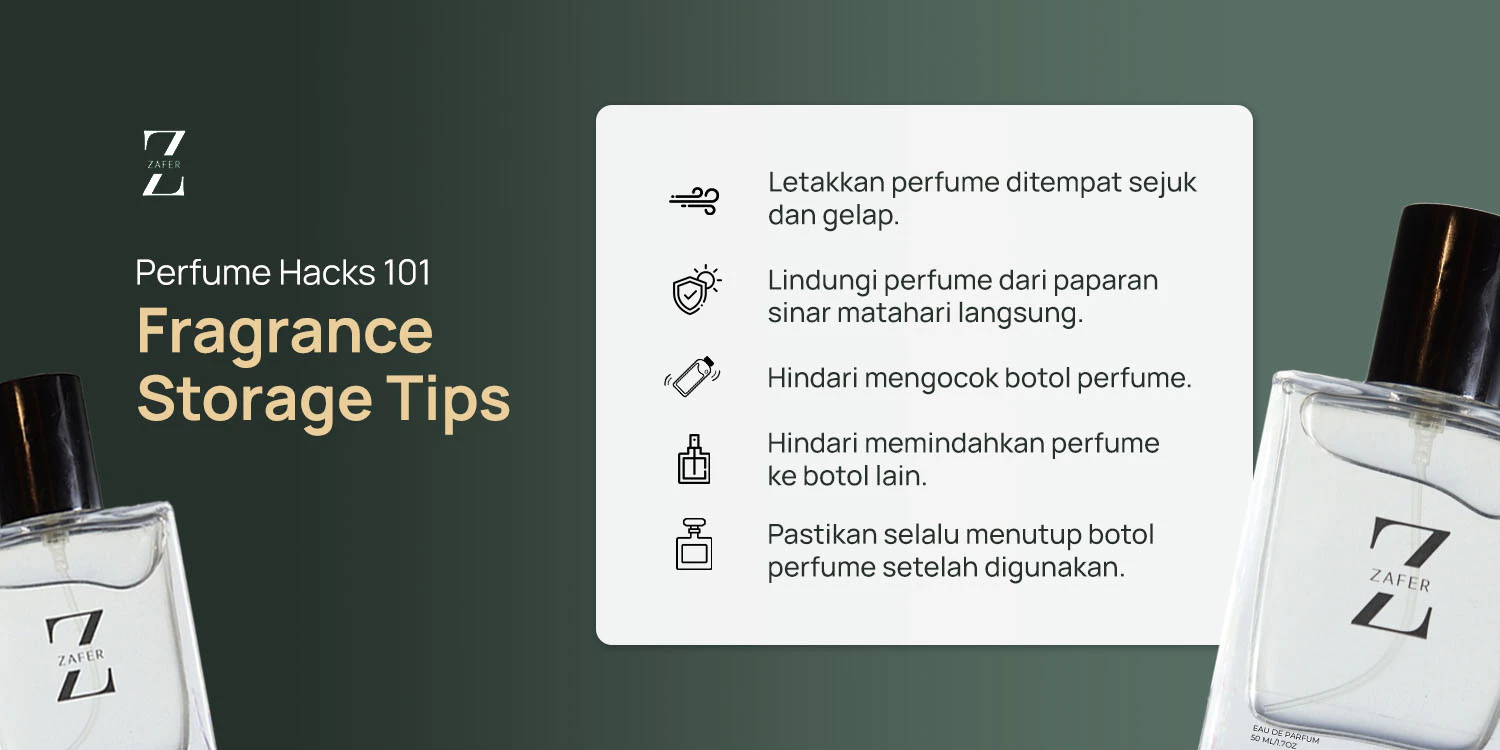 ZAFER
Perfume Hacks 101
Fragrance
Storage Tips
Letakkan perfume ditempat sejuk
dan gelap.
Lindungi perfume dari paparan
sinar matahari langsung.
Hindari mengocok botol perfume.
Hindari memindahkan perfume
ke botol lain.
Pastikan selalu menutup botol
perfume setelah digunakan.
Z
ZAFER
Z
ZAFER
EAU DE PARFUM
50 ML/1.7OZ